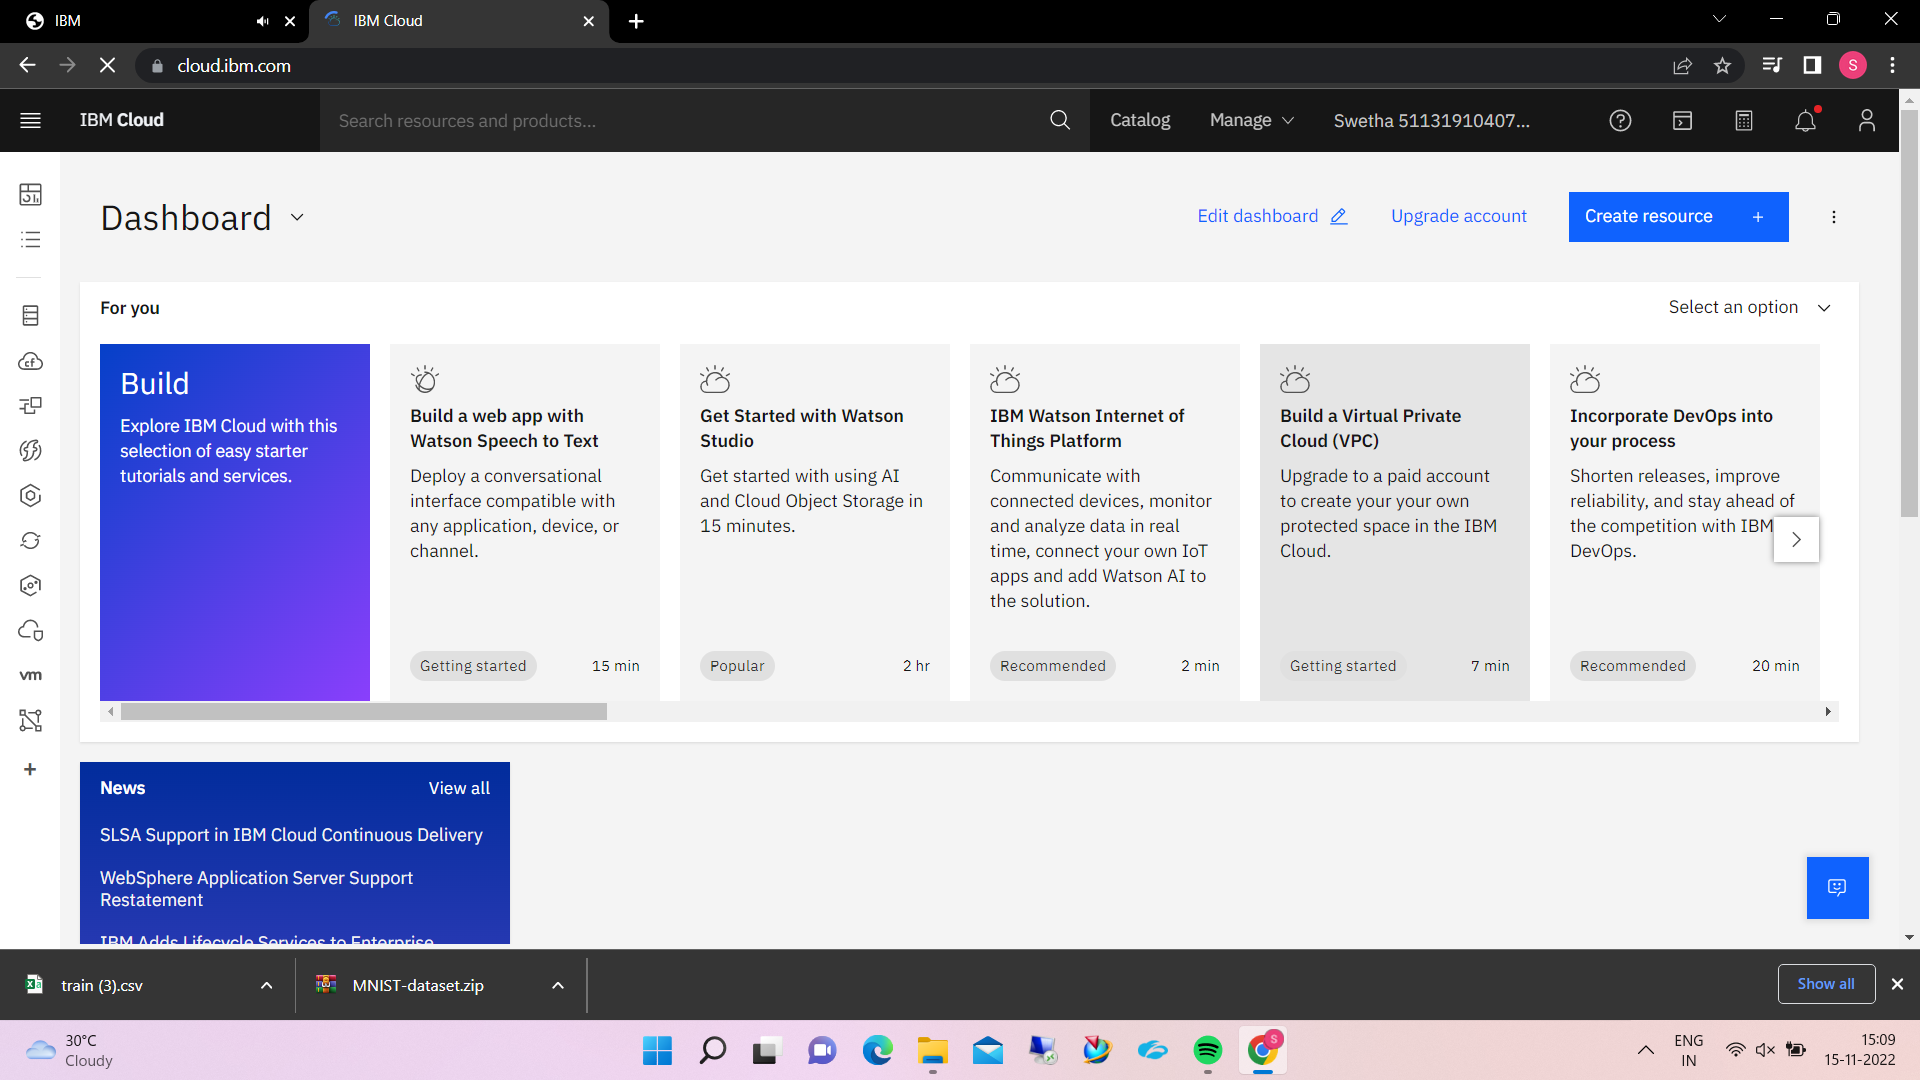 IBM
IBM Cloud
cloud.ibm.com
S
IBM Cloud
Search resources and products...
Catalog
Manage
Swetha 51131910407...
Dashboard
Edit dashboard
Upgrade account
Create resource +
For you
Select an option
Build
Explore IBM Cloud with this
selection of easy starter
tutorials and services.
Build a web app with
Watson Speech to Text
Deploy a conversational
interface compatible with
any application, device, or
channel.
Getting started
15 min
Get Started with Watson
Studio
Get started with using AI
and Cloud Object Storage in
15 minutes.
Popular
2 hr
IBM Watson Internet of
Things Platform
Communicate with
connected devices, monitor
and analyze data in real
time, connect your own IoT
apps and add Watson AI to
the solution.
Recommended
2 min
Build a Virtual Private
Cloud (VPC)
Upgrade to a paid account
to create your your own
protected space in the IBM
Cloud.
Getting started
7 min
Incorporate DevOps into
your process
Shorten releases, improve
reliability, and stay ahead of
the competition with IBM
DevOps.
Recommended
20 min
cf
vm
News
View all
SLSA Support in IBM Cloud Continuous Delivery
WebSphere Application Server Support
Restatement
IBM Adds Lifecycle Services to Enterprise
train (3).csv
MNIST-dataset.zip
Show all
30°C
Cloudy
S
ENG
IN
15:09
15-11-2022